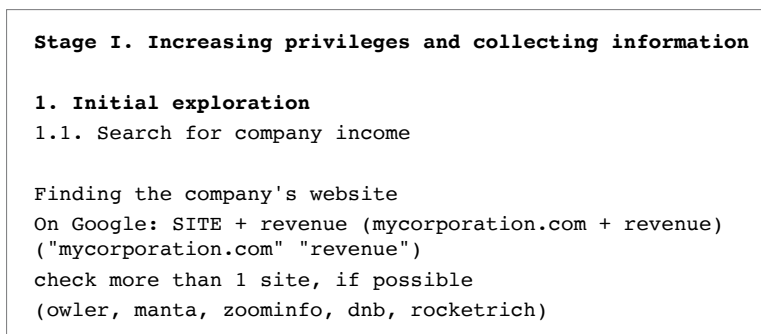 Stage I. Increasing privileges and collecting information
1. Initial exploration
1.1. Search for company income
Finding the company's website
On Google: SITE + revenue (mycorporation.com + revenue)
("mycorporation.com" "revenue")
check more than 1 site, if possible
(owler, manta, zoominfo, dnb, rocketrich)